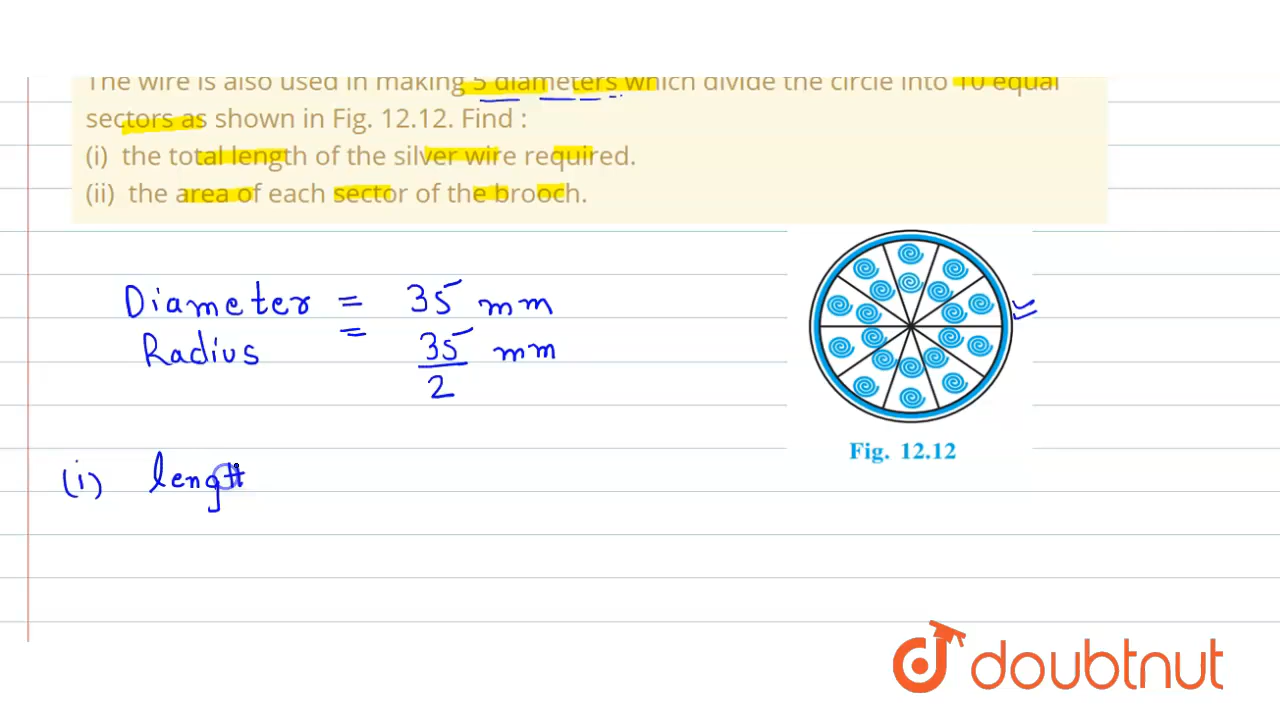 The wire is also used in making 5 diameters which divide the circle into 10 equal
sectors as shown in Fig. 12.12. Find :
(i) the total length of the silver wire required.
(ii) the area of each sector of the brooch.
Diameter = 35 mm
Radius = 35/2 mm
Fig. 12.12
(i) length
doubtnut